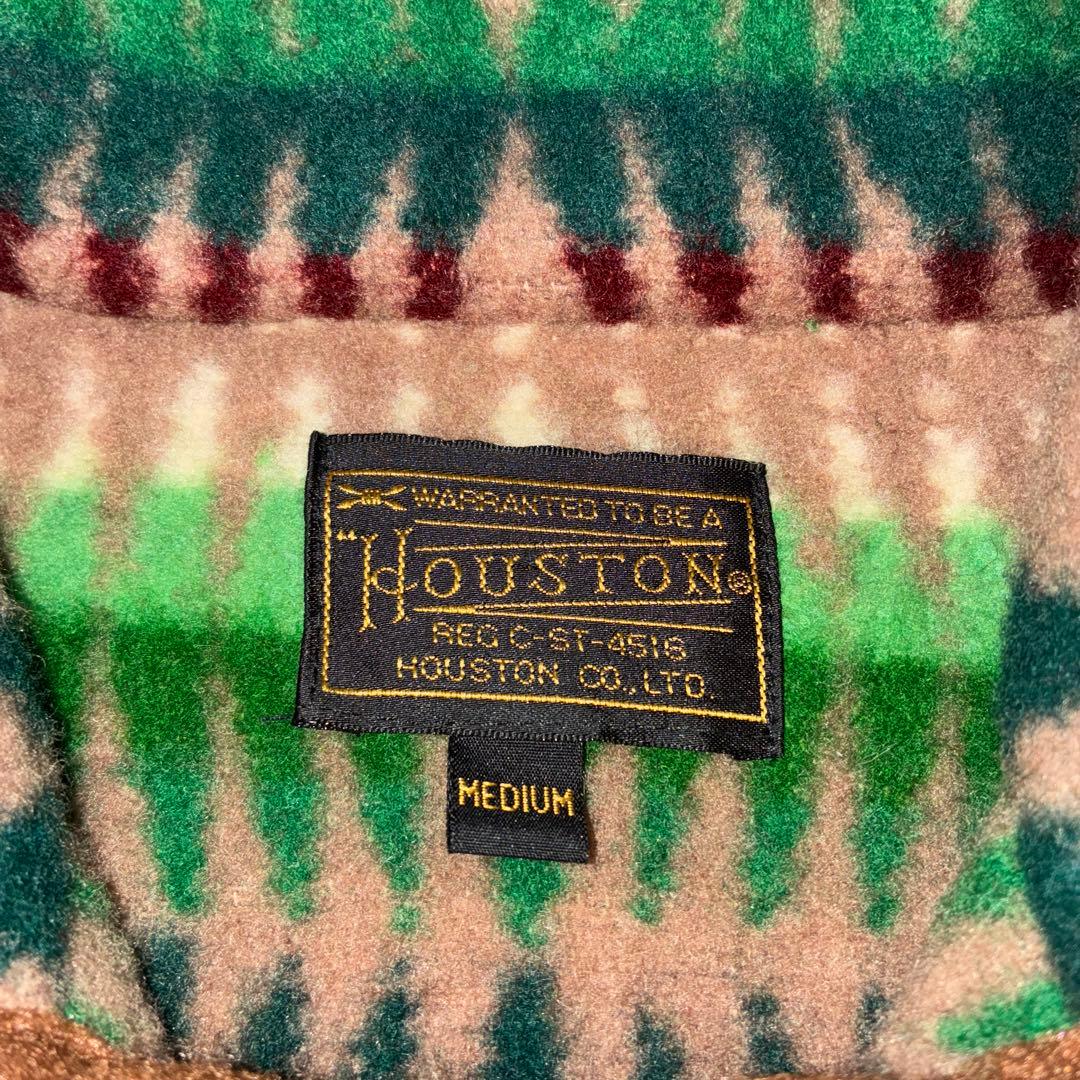 WARRANTED TO BE A
"HOUSTON®
REG C-ST-4516
HOUSTON CO., LTD.
MEDIUM